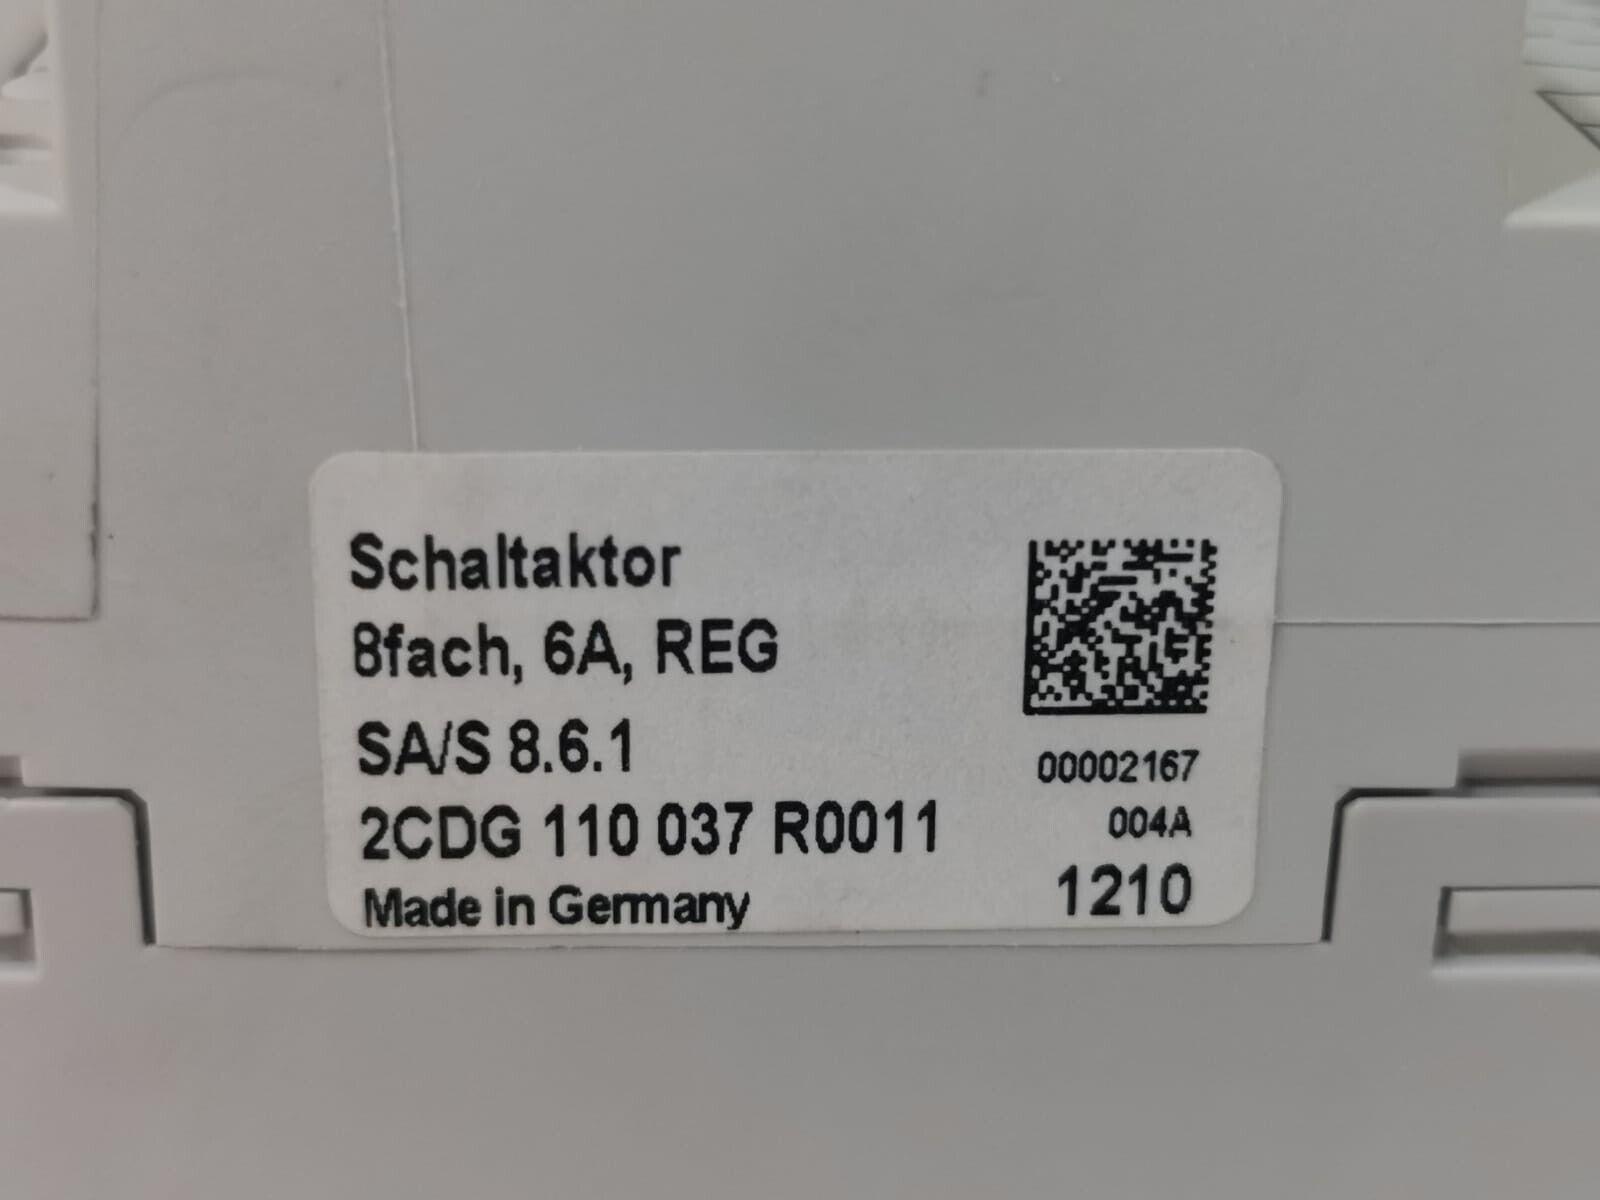 Schaltaktor
8fach, 6A, REG
SA/S 8.6.1
2CDG 110 037 R0011
Made in Germany
00002167
004A
1210